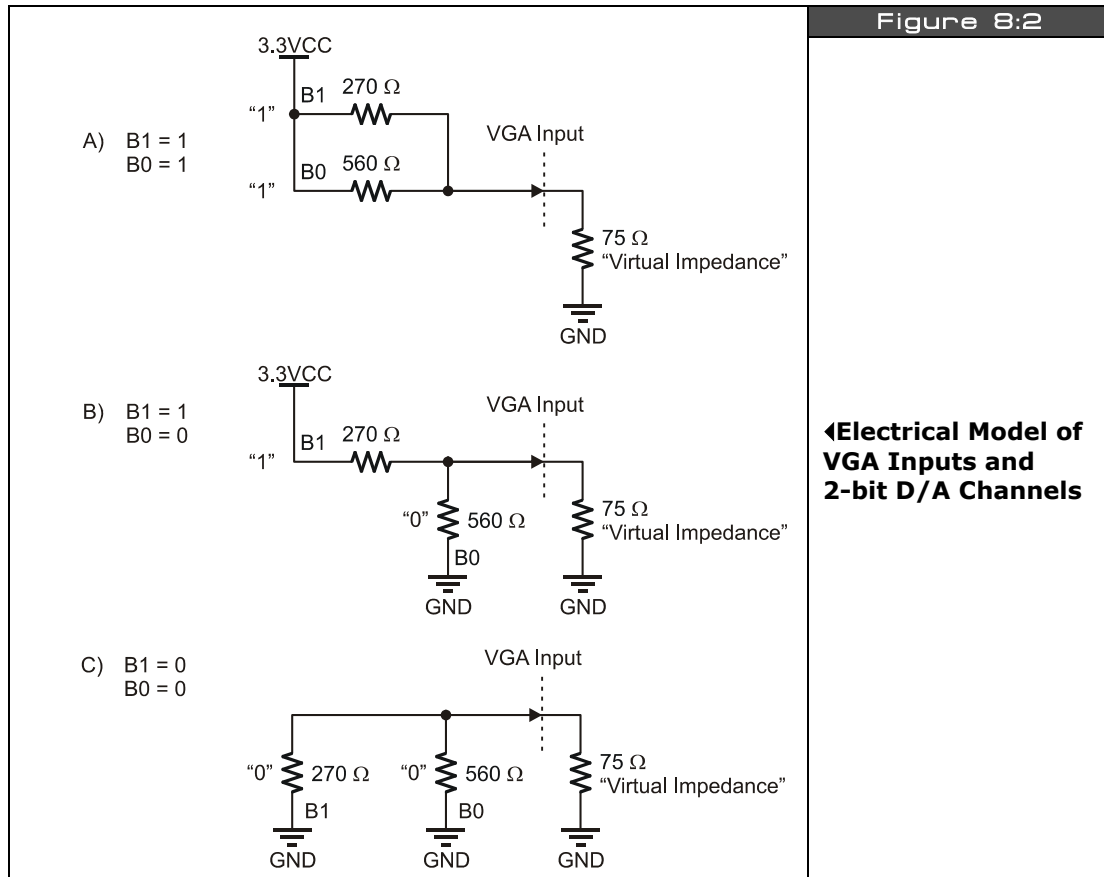 Figure 8:2
3.3VCC
B1
270 Ω
"1"
VGA Input
A) B1 = 1
B0 = 1
B0
560 Ω
"1"
75 Ω
"Virtual Impedance"
GND
3.3VCC
VGA Input
B) B1 = 1
B0 = 0
B1
270 Ω
"1"
"0"
560 Ω
75 Ω
"Virtual Impedance"
B0
GND
GND
C) B1 = 0
B0 = 0
VGA Input
"0"
270 Ω
"0"
560 Ω
75 Ω
"Virtual Impedance"
B1
B0
GND
GND
GND
Electrical Model of
VGA Inputs and
2-bit D/A Channels